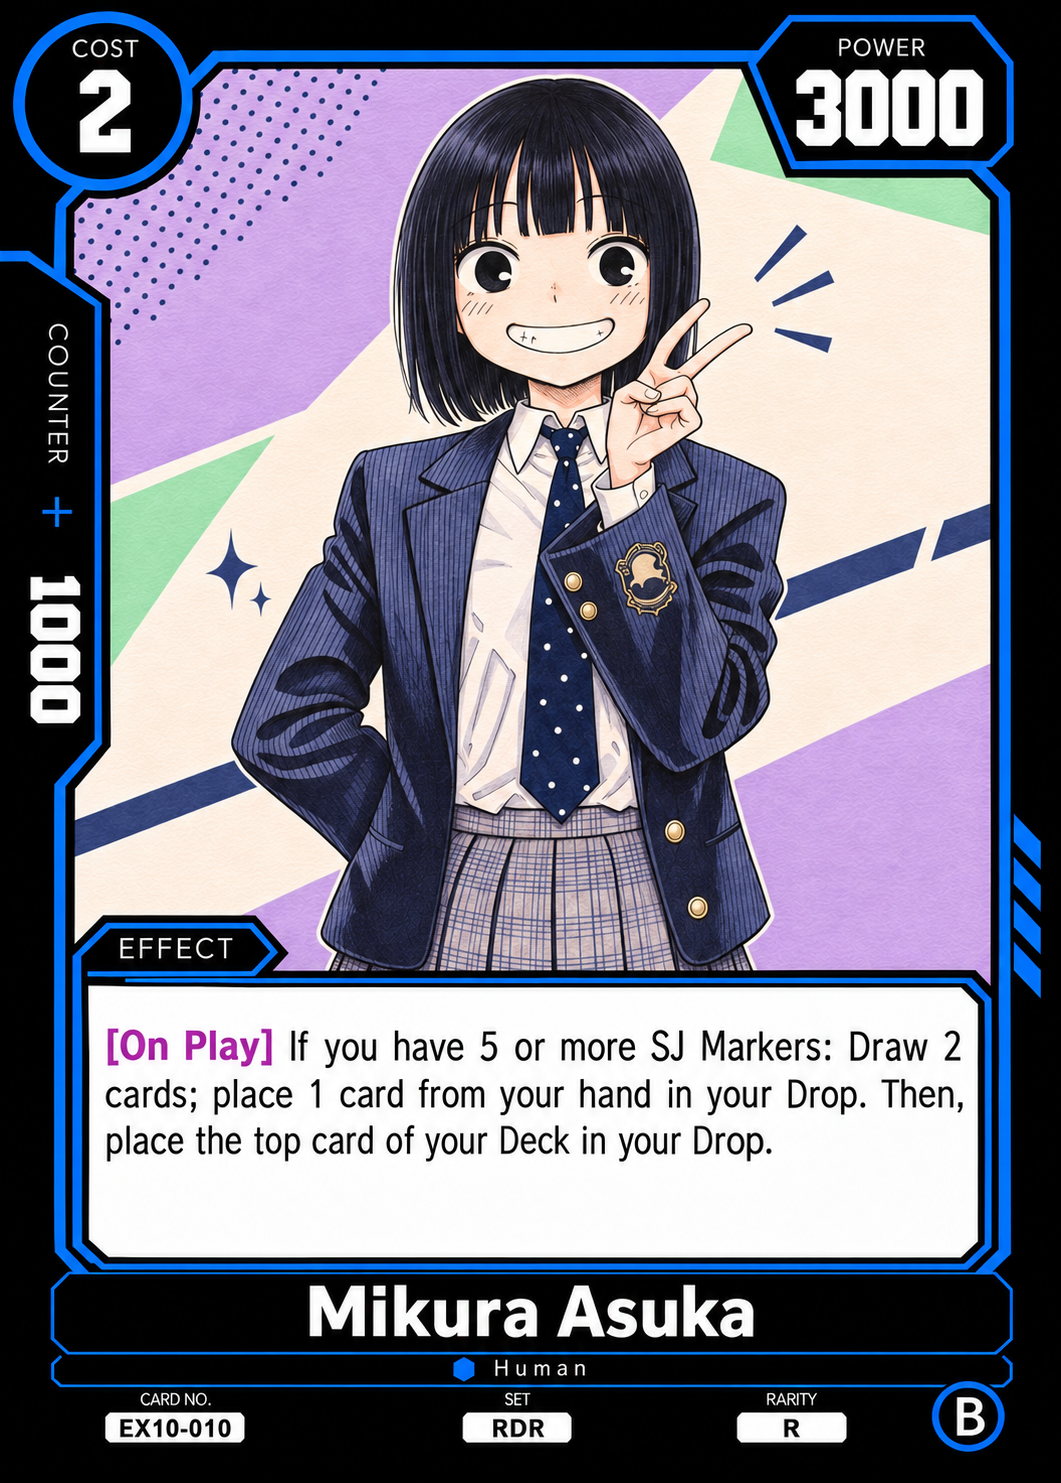 COST
2
POWER
3000
COUNTER + 1000
EFFECT
[On Play] If you have 5 or more SJ Markers: Draw 2
cards; place 1 card from your hand in your Drop. Then,
place the top card of your Deck in your Drop.
Mikura Asuka
Human
CARD NO.
EX10-010
SET
RDR
RARITY
R
B